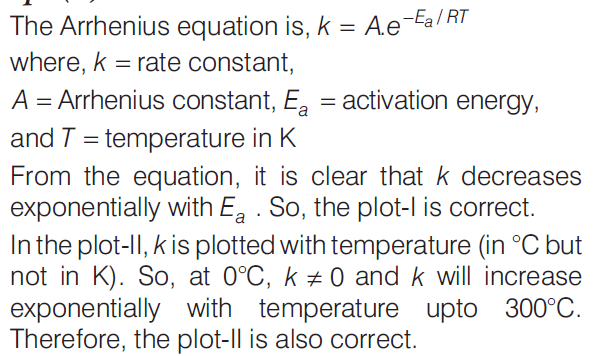 The Arrhenius equation is, k = A.e^{-E_a / RT}
where, k = rate constant,
A = Arrhenius constant, E_a = activation energy,
and T = temperature in K
From the equation, it is clear that k decreases
exponentially with E_a . So, the plot-I is correct.
In the plot-II, k is plotted with temperature (in °C but
not in K). So, at 0°C, k ≠ 0 and k will increase
exponentially with temperature upto 300°C.
Therefore, the plot-II is also correct.